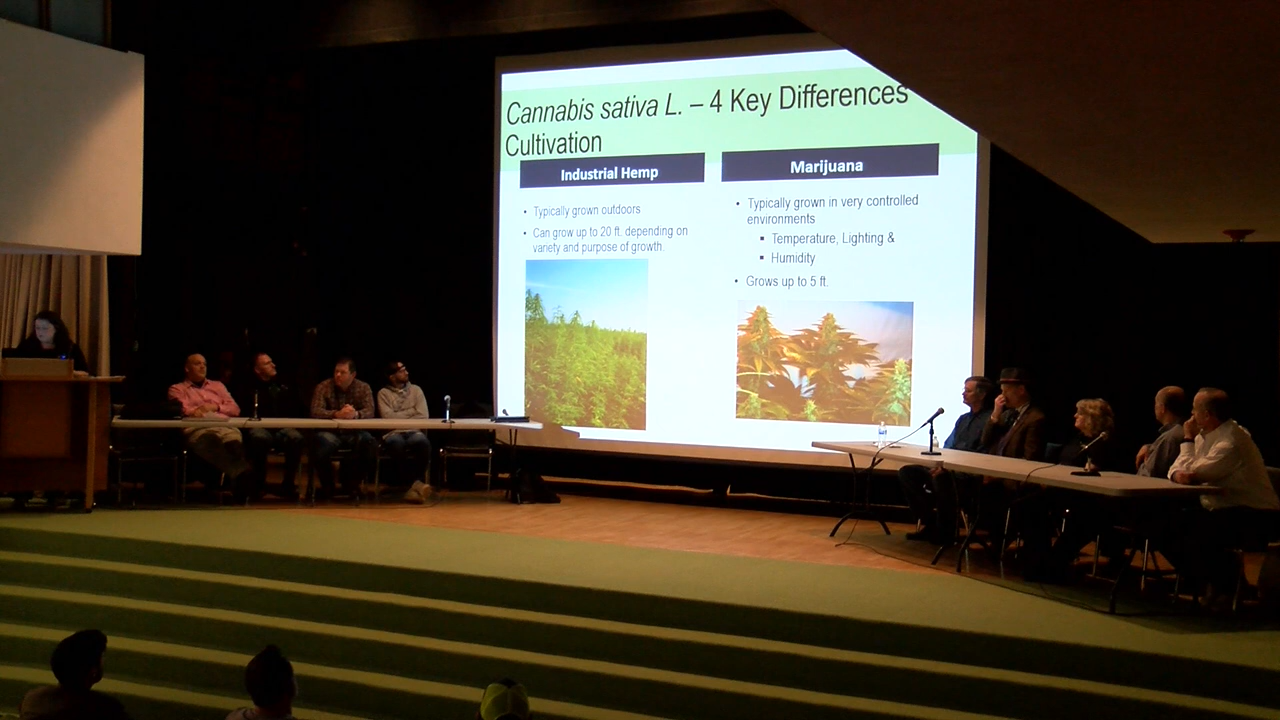 Cannabis sativa L. – 4 Key Differences
Cultivation
Industrial Hemp
• Typically grown outdoors
• Can grow up to 20 ft. depending on
variety and purpose of growth.
Marijuana
• Typically grown in very controlled
environments
▪ Temperature, Lighting &
▪ Humidity
• Grows up to 5 ft.